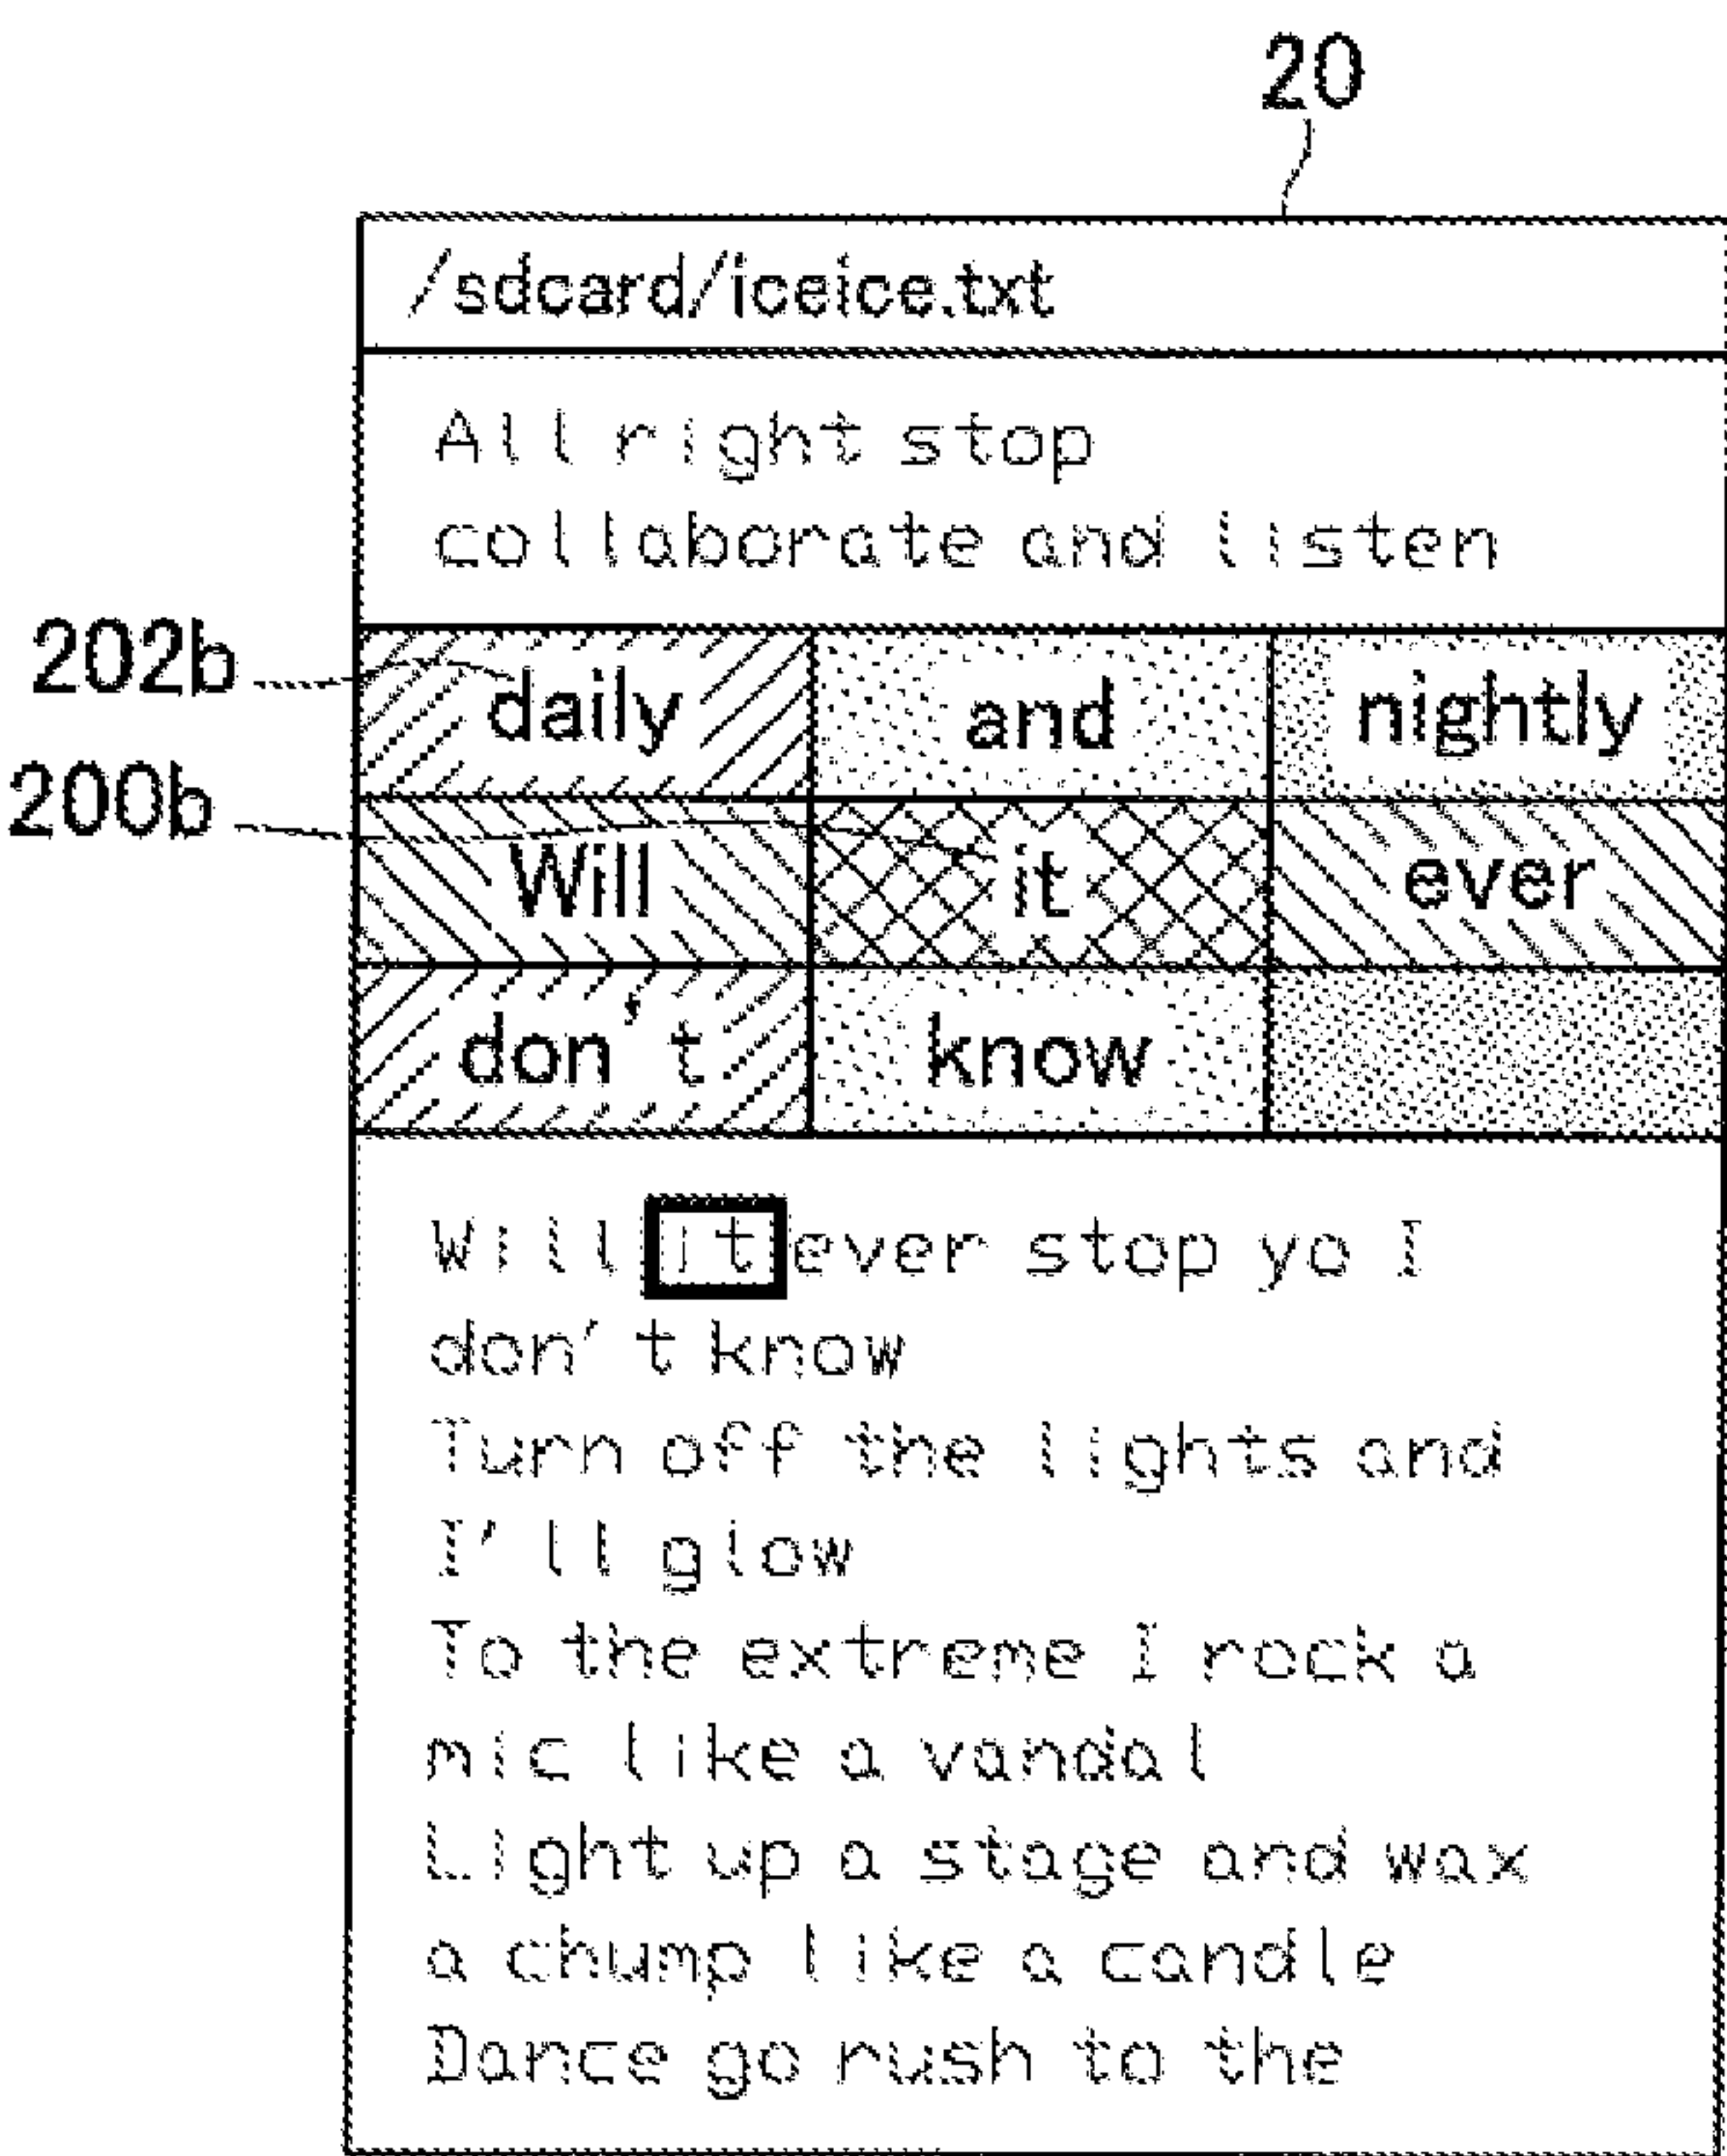 20
/sdcard/iceice.txt
All right stop
collaborate and listen
202b
daily and nightly
200b
Will it ever
don't know
Will it ever stop yo I
don't know
Turn off the lights and
I'll glow
To the extreme I rock a
mic like a vandal
Light up a stage and wax
a chump like a candle
Dance go rush to the